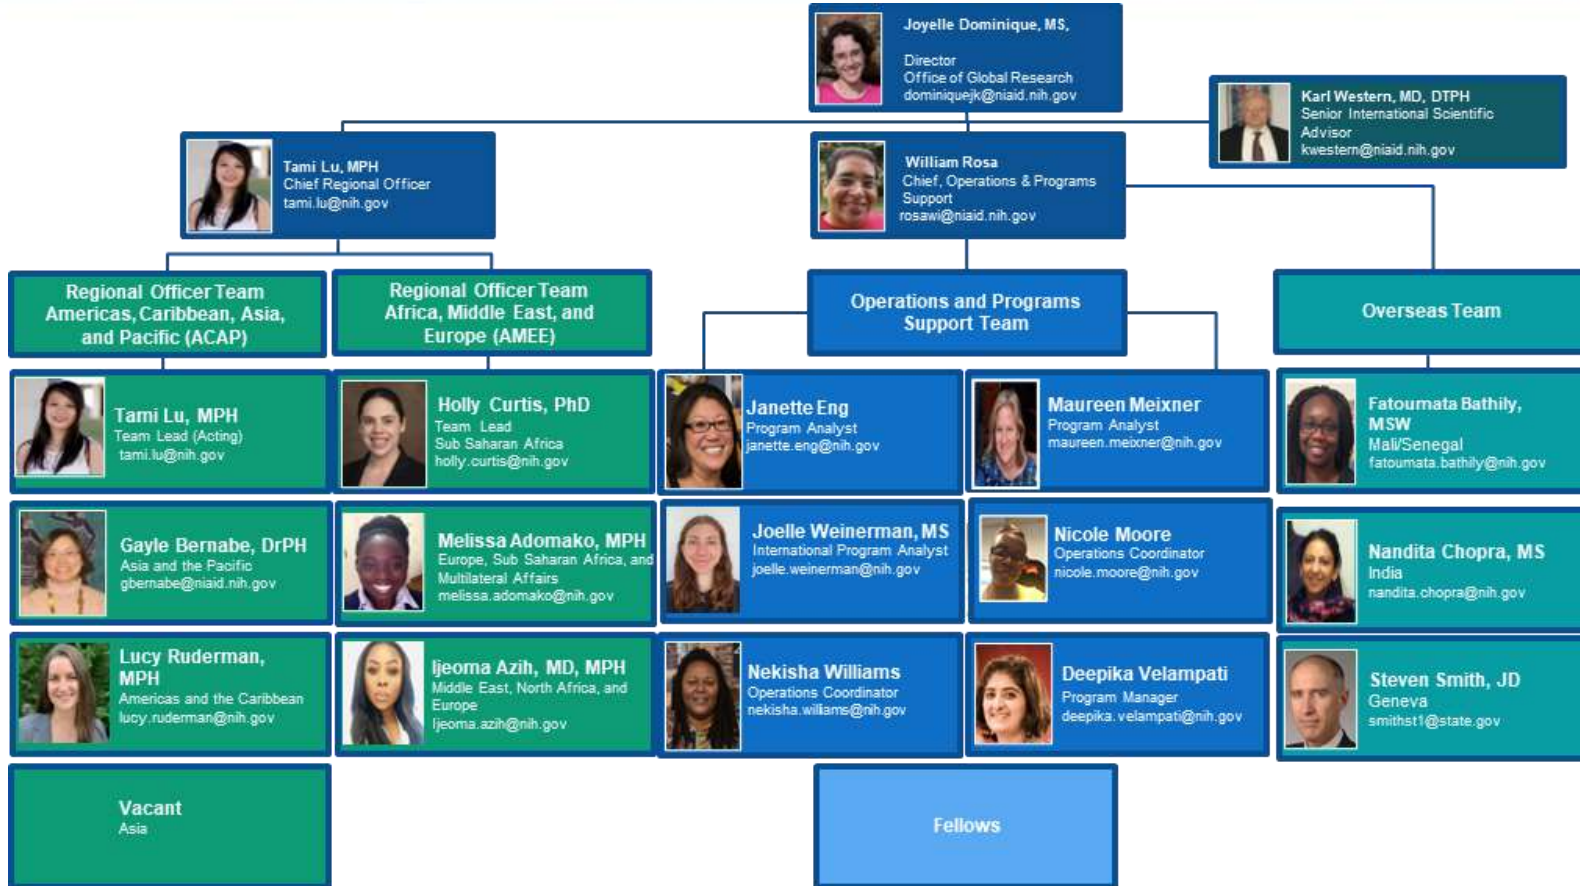 Joyelle Dominique, MS,
Director
Office of Global Research
dominiquejk@niaid.nih.gov
Karl Western, MD, DTPH
Senior International Scientific
Advisor
kwestern@niaid.nih.gov
Tami Lu, MPH
Chief Regional Officer
tami.lu@nih.gov
William Rosa
Chief, Operations & Programs
Support
rosawi@niaid.nih.gov
Regional Officer Team
Americas, Caribbean, Asia,
and Pacific (ACAP)
Regional Officer Team
Africa, Middle East, and
Europe (AMEE)
Operations and Programs
Support Team
Overseas Team
Tami Lu, MPH
Team Lead (Acting)
tami.lu@nih.gov
Holly Curtis, PhD
Team Lead
Sub Saharan Africa
holly.curtis@nih.gov
Janette Eng
Program Analyst
janette.eng@nih.gov
Maureen Meixner
Program Analyst
maureen.meixner@nih.gov
Fatoumata Bathily,
MSW
Mali/Senegal
fatoumata.bathily@nih.gov
Gayle Bernabe, DrPH
Asia and the Pacific
gbernabe@niaid.nih.gov
Melissa Adomako, MPH
Europe, Sub Saharan Africa, and
Multilateral Affairs
melissa.adomako@nih.gov
Joelle Weinerman, MS
International Program Analyst
joelle.weinerman@nih.gov
Nicole Moore
Operations Coordinator
nicole.moore@nih.gov
Nandita Chopra, MS
India
nandita.chopra@nih.gov
Lucy Ruderman,
MPH
Americas and the Caribbean
lucy.ruderman@nih.gov
Ijeoma Azih, MD, MPH
Middle East, North Africa, and
Europe
Ijeoma.azih@nih.gov
Nekisha Williams
Operations Coordinator
nekisha.williams@nih.gov
Deepika Velampati
Program Manager
deepika.velampati@nih.gov
Steven Smith, JD
Geneva
smithst1@state.gov
Vacant
Asia
Fellows